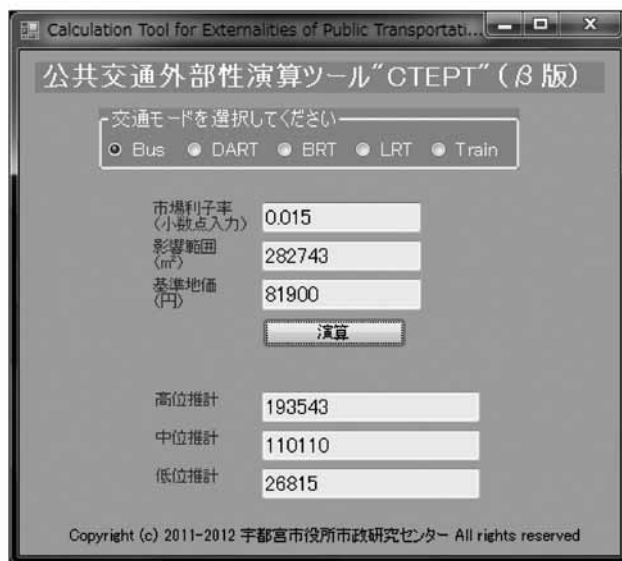 Calculation Tool for Externalities of Public Transportati...
公共交通外部性演算ツール"CTEPT"(β版)
交通モードを選択してください
Bus DART BRT LRT Train
市場利子率
(小数点入力) 0.015
影響範囲
(㎡) 282743
基準地価
(円) 81900
演算
高位推計 193543
中位推計 110110
低位推計 26815
Copyright (c) 2011-2012 宇都宮市役所市政研究センター All rights reserved